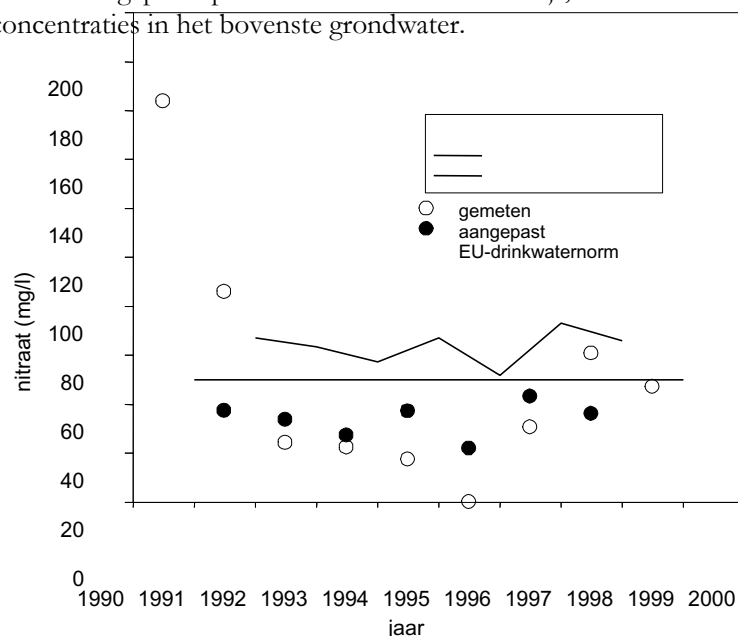 concentraties in het bovenste grondwater.
200
180
160
140
120
100
80
60
40
20
0
nitraat (mg/l)
gemeten
aangepast
EU-drinkwaternorm
1990 1991 1992 1993 1994 1995 1996 1997 1998 1999 2000
jaar